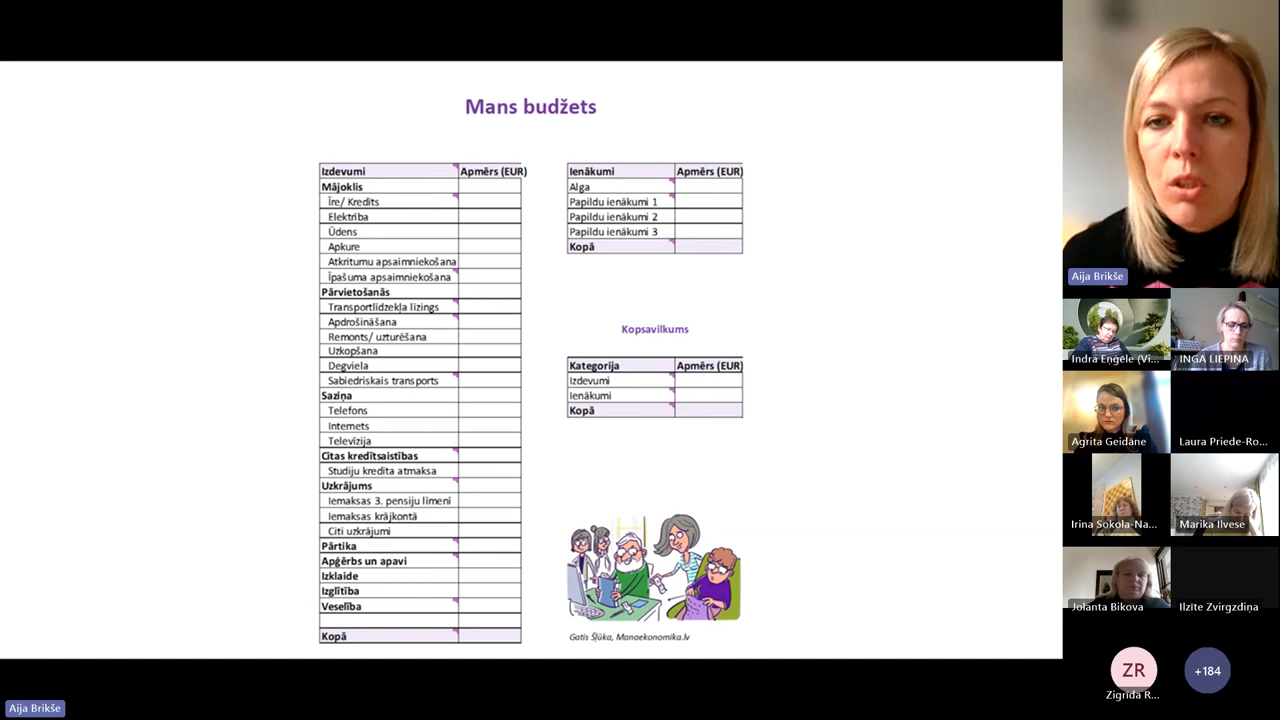 Mans budžets
Izdevumi Apmērs (EUR)
Mājoklis
Īre/ Kredīts
Elektrība
Ūdens
Apkure
Atkritumu apsaimniekošana
Īpašuma apsaimniekošana
Pārvietošanās
Transportlīdzekļa līzings
Apdrošināšana
Remonts/ uzturēšana
Uzkopšana
Degviela
Sabiedriskais transports
Saziņa
Telefons
Internets
Televīzija
Citas kredītsaistības
Studiju kredīta atmaksa
Uzkrājums
Iemaksas 3. pensiju līmenī
Iemaksas krājkontā
Citi uzkrājumi
Pārtika
Apģērbs un apavi
Izklaide
Izglītība
Veselība
Kopā
Ienākumi Apmērs (EUR)
Alga
Papildu ienākumi 1
Papildu ienākumi 2
Papildu ienākumi 3
Kopā
Kopsavilkums
Kategorija Apmērs (EUR)
Izdevumi
Ienākumi
Kopā
Gatis Šļūka, Manaekonomika.lv
Aija Brikše
Indra Eņģēle (Vi...
INGA LIEPIŅA
Agrita Geidāne
Laura Priede-Ro...
Irina Sokola-Na...
Marika Ilvese
Jolanta Bikova
Ilzīte Zvirgzdiņa
ZR
+184
Zigrīda R...
Aija Brikše